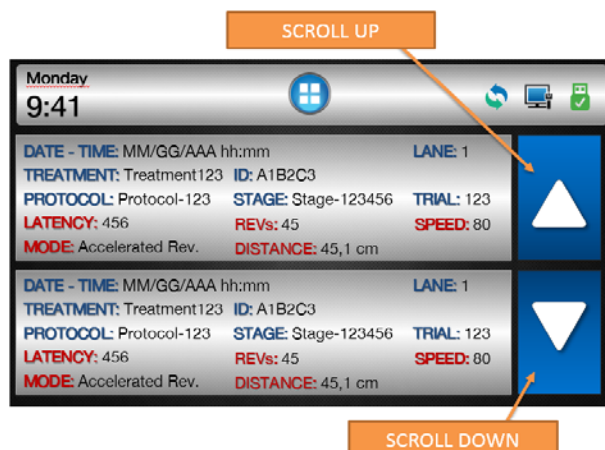 SCROLL UP
Monday
9:41
DATE - TIME: MM/GG/AAA hh:mm LANE: 1
TREATMENT: Treatment123 ID: A1B2C3
PROTOCOL: Protocol-123 STAGE: Stage-123456 TRIAL: 123
LATENCY: 456 REVs: 45 SPEED: 80
MODE: Accelerated Rev. DISTANCE: 45,1 cm
DATE - TIME: MM/GG/AAA hh:mm LANE: 1
TREATMENT: Treatment123 ID: A1B2C3
PROTOCOL: Protocol-123 STAGE: Stage-123456 TRIAL: 123
LATENCY: 456 REVs: 45 SPEED: 80
MODE: Accelerated Rev. DISTANCE: 45,1 cm
SCROLL DOWN